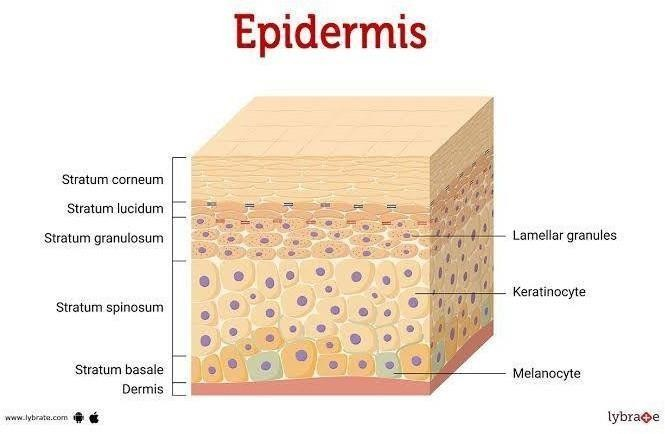 Epidermis
Stratum corneum
Stratum lucidum
Stratum granulosum
Stratum spinosum
Stratum basale
Dermis
Lamellar granules
Keratinocyte
Melanocyte
www.lybrate.com
lybrate